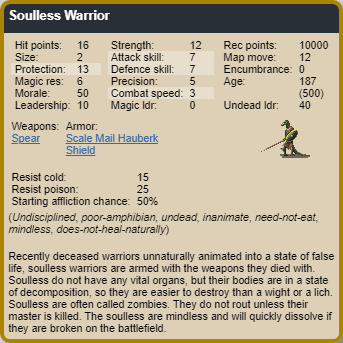 Soulless Warrior
Hit points: 16 Strength: 12 Rec points: 10000
Size: 2 Attack skill: 7 Map move: 12
Protection: 13 Defence skill: 7 Encumbrance: 0
Magic res: 6 Precision: 5 Age: 187
Morale: 50 Combat speed: 3 (500)
Leadership: 10 Magic ldr: 0 Undead ldr: 40
Weapons: Armor:
Spear Scale Mail Hauberk
Shield
Resist cold: 15
Resist poison: 25
Starting affliction chance: 50%
(Undisciplined, poor-amphibian, undead, inanimate, need-not-eat,
mindless, does-not-heal-naturally)
Recently deceased warriors unnaturally animated into a state of false
life, soulless warriors are armed with the weapons they died with.
Soulless do not have any vital organs, but their bodies are in a state
of decomposition, so they are easier to destroy than a wight or a lich.
Soulless are often called zombies. They do not rout unless their
master is killed. The soulless are mindless and will quickly dissolve if
they are broken on the battlefield.